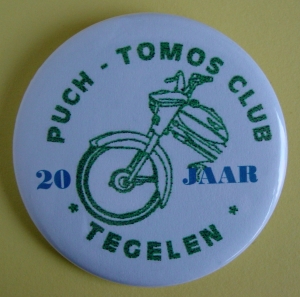 PUCH - TOMOS CLUB
20 JAAR
* TEGELEN *